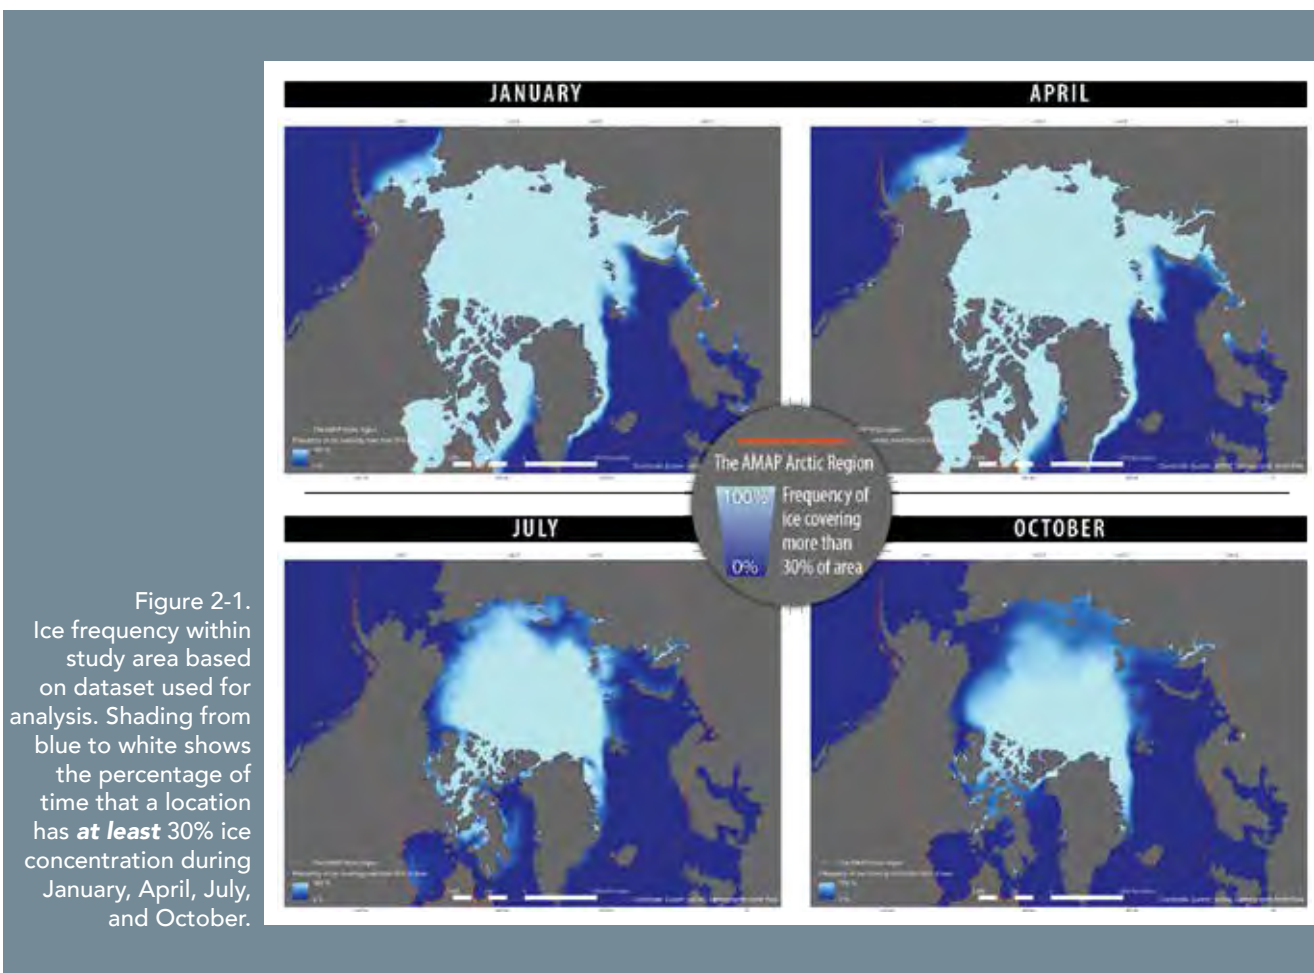 JANUARY
APRIL
The AMAP Arctic Region
100%
0%
Frequency of
ice covering
more than
30% of area
JULY
OCTOBER
Figure 2-1.
Ice frequency within
study area based
on dataset used for
analysis. Shading from
blue to white shows
the percentage of
time that a location
has at least 30% ice
concentration during
January, April, July,
and October.